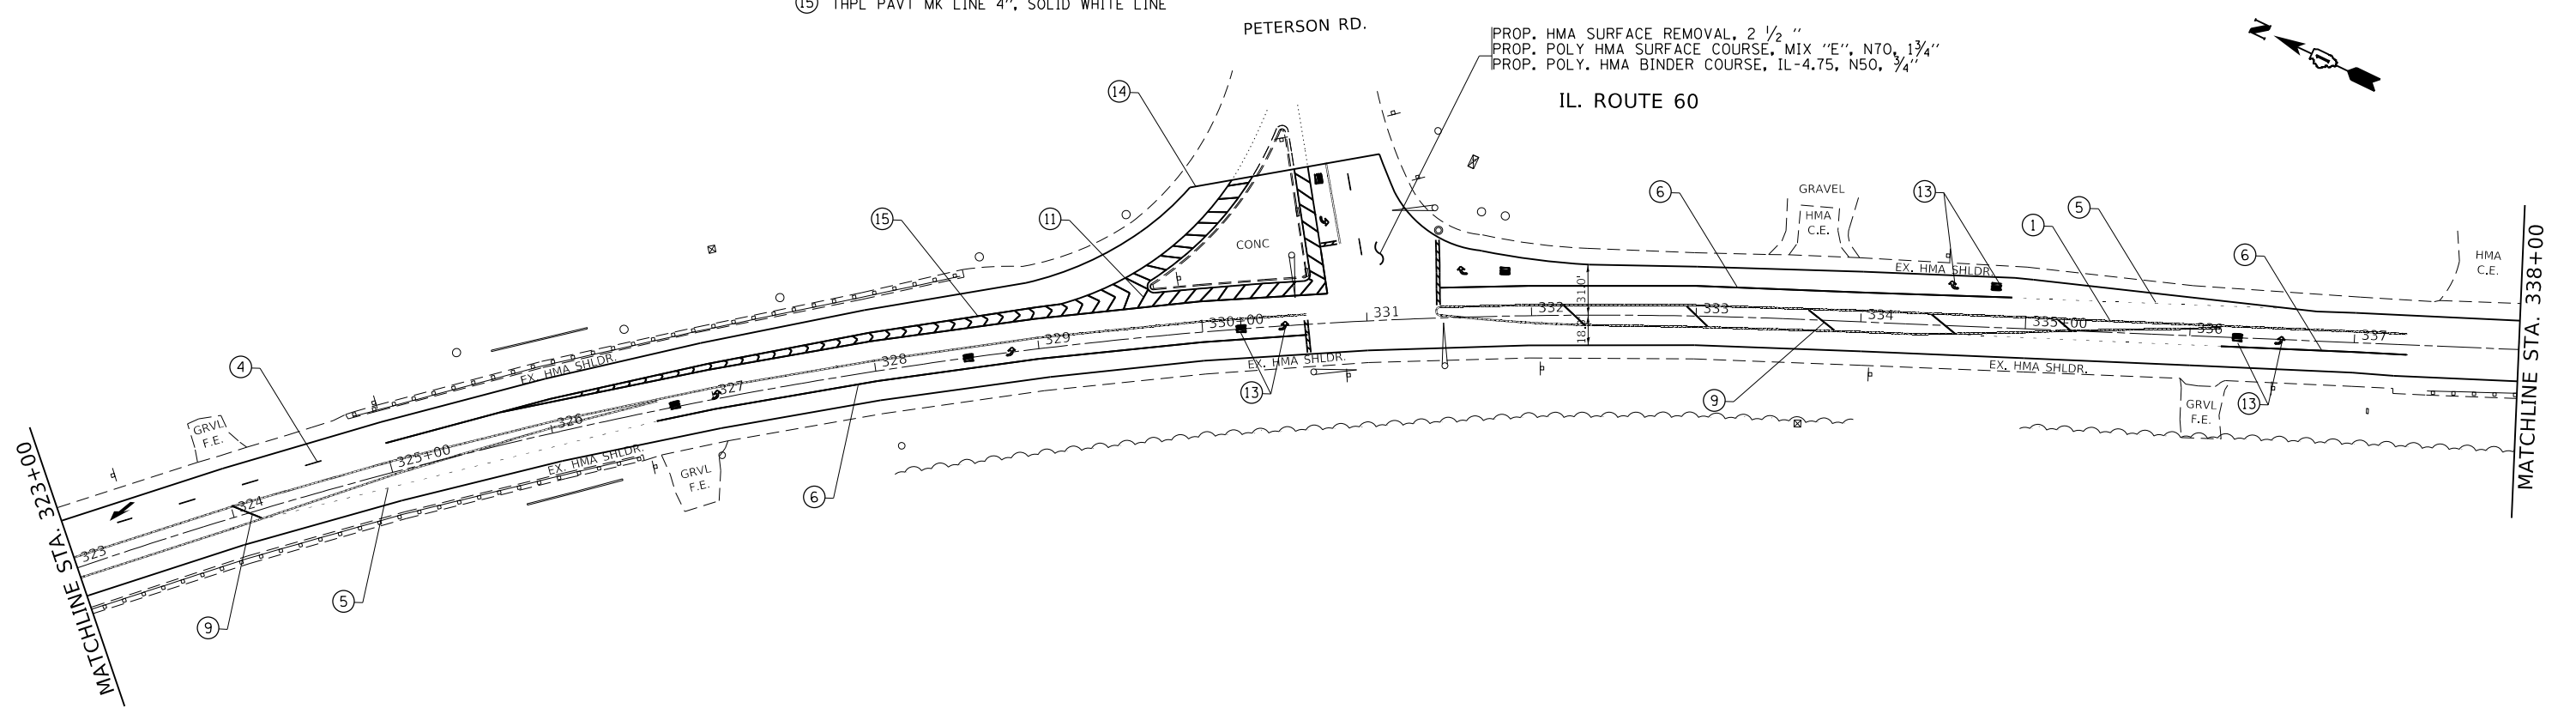 15 THPL PAVT MK LINE 4", SOLID WHITE LINE
PETERSON RD.
PROP. HMA SURFACE REMOVAL, 2 1/2 "
PROP. POLY HMA SURFACE COURSE, MIX "E", N70, 1 3/4"
PROP. POLY. HMA BINDER COURSE, IL-4.75, N50, 3/4"
IL. ROUTE 60
N
14
15
11
CONC
6
GRAVEL
HMA
C.E.
13
1
5
6
HMA
C.E.
EX. HMA SHLDR.
MATCHLINE STA. 338+00
4
GRVL
F.E.
EX. HMA SHLDR.
31.0'
323
324
325+00
326
327
328
329
330+00
331
332
333
334
335+00
336
337
EX. HMA SHLDR.
EX. HMA SHLDR.
EX. HMA SHLDR.
13
9
13
GRVL
F.E.
GRVL
F.E.
6
5
9
MATCHLINE STA. 323+00